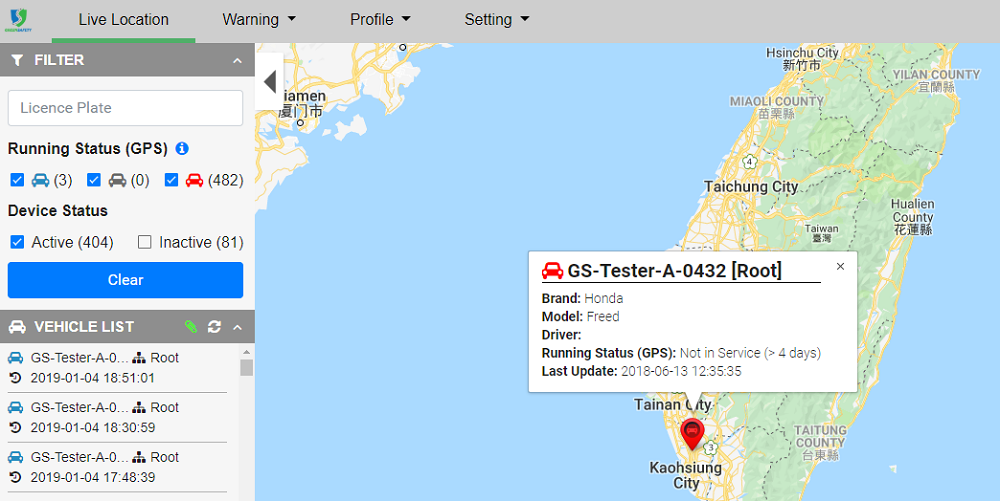 Live Location
Warning
Profile
Setting
FILTER
Licence Plate
Running Status (GPS)
(3)
(0)
(482)
Device Status
Active (404)
Inactive (81)
Clear
VEHICLE LIST
GS-Tester-A-0... Root
2019-01-04 18:51:01
GS-Tester-A-0... Root
2019-01-04 18:30:59
GS-Tester-A-0... Root
2019-01-04 17:48:39
iamen
厦门市
Hsinchu City
新竹市
YILAN COUNTY
宜蘭縣
MIAOLI COUNTY
苗栗縣
4
Taichung City
Hualien
County
花蓮縣
Taiwan
臺灣
GS-Tester-A-0432 [Root]
×
Brand: Honda
Model: Freed
Driver:
Running Status (GPS): Not in Service (> 4 days)
Last Update: 2018-06-13 12:35:35
Tainan City
TAITUNG
COUNTY
台東縣
3
Kaohsiung
City